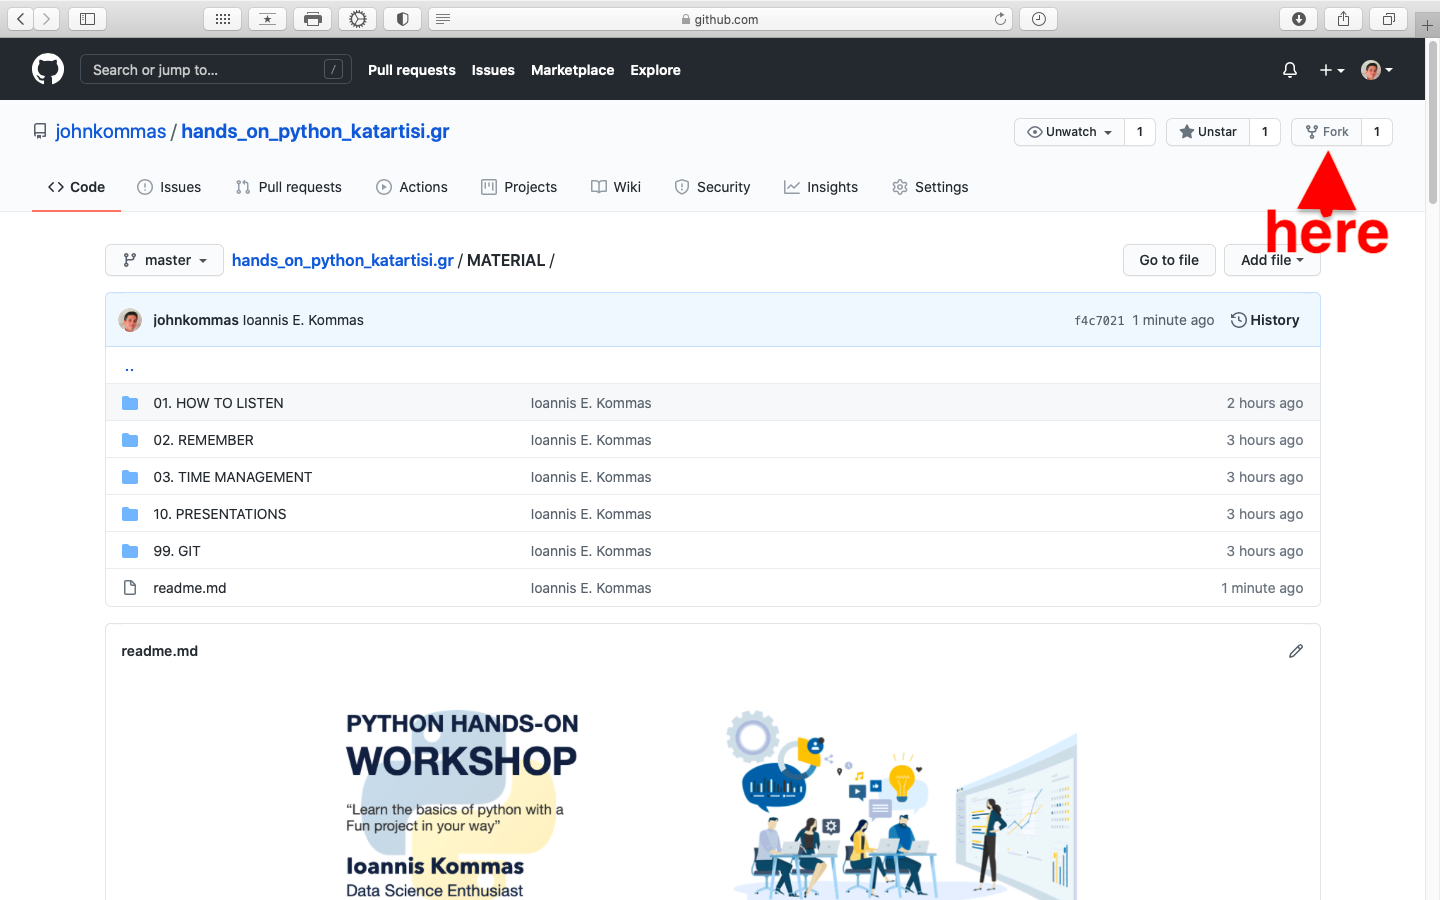 github.com
Search or jump to... /
Pull requests Issues Marketplace Explore
johnkommas / hands_on_python_katartisi.gr
Unwatch 1 Unstar 1 Fork 1
Code Issues Pull requests Actions Projects Wiki Security Insights Settings
here
master hands_on_python_katartisi.gr / MATERIAL / Go to file Add file
johnkommas Ioannis E. Kommas f4c7021 1 minute ago History
..
01. HOW TO LISTEN Ioannis E. Kommas 2 hours ago
02. REMEMBER Ioannis E. Kommas 3 hours ago
03. TIME MANAGEMENT Ioannis E. Kommas 3 hours ago
10. PRESENTATIONS Ioannis E. Kommas 3 hours ago
99. GIT Ioannis E. Kommas 3 hours ago
readme.md Ioannis E. Kommas 1 minute ago
readme.md
PYTHON HANDS-ON
WORKSHOP
“Learn the basics of python with a
Fun project in your way”
Ioannis Kommas
Data Science Enthusiast